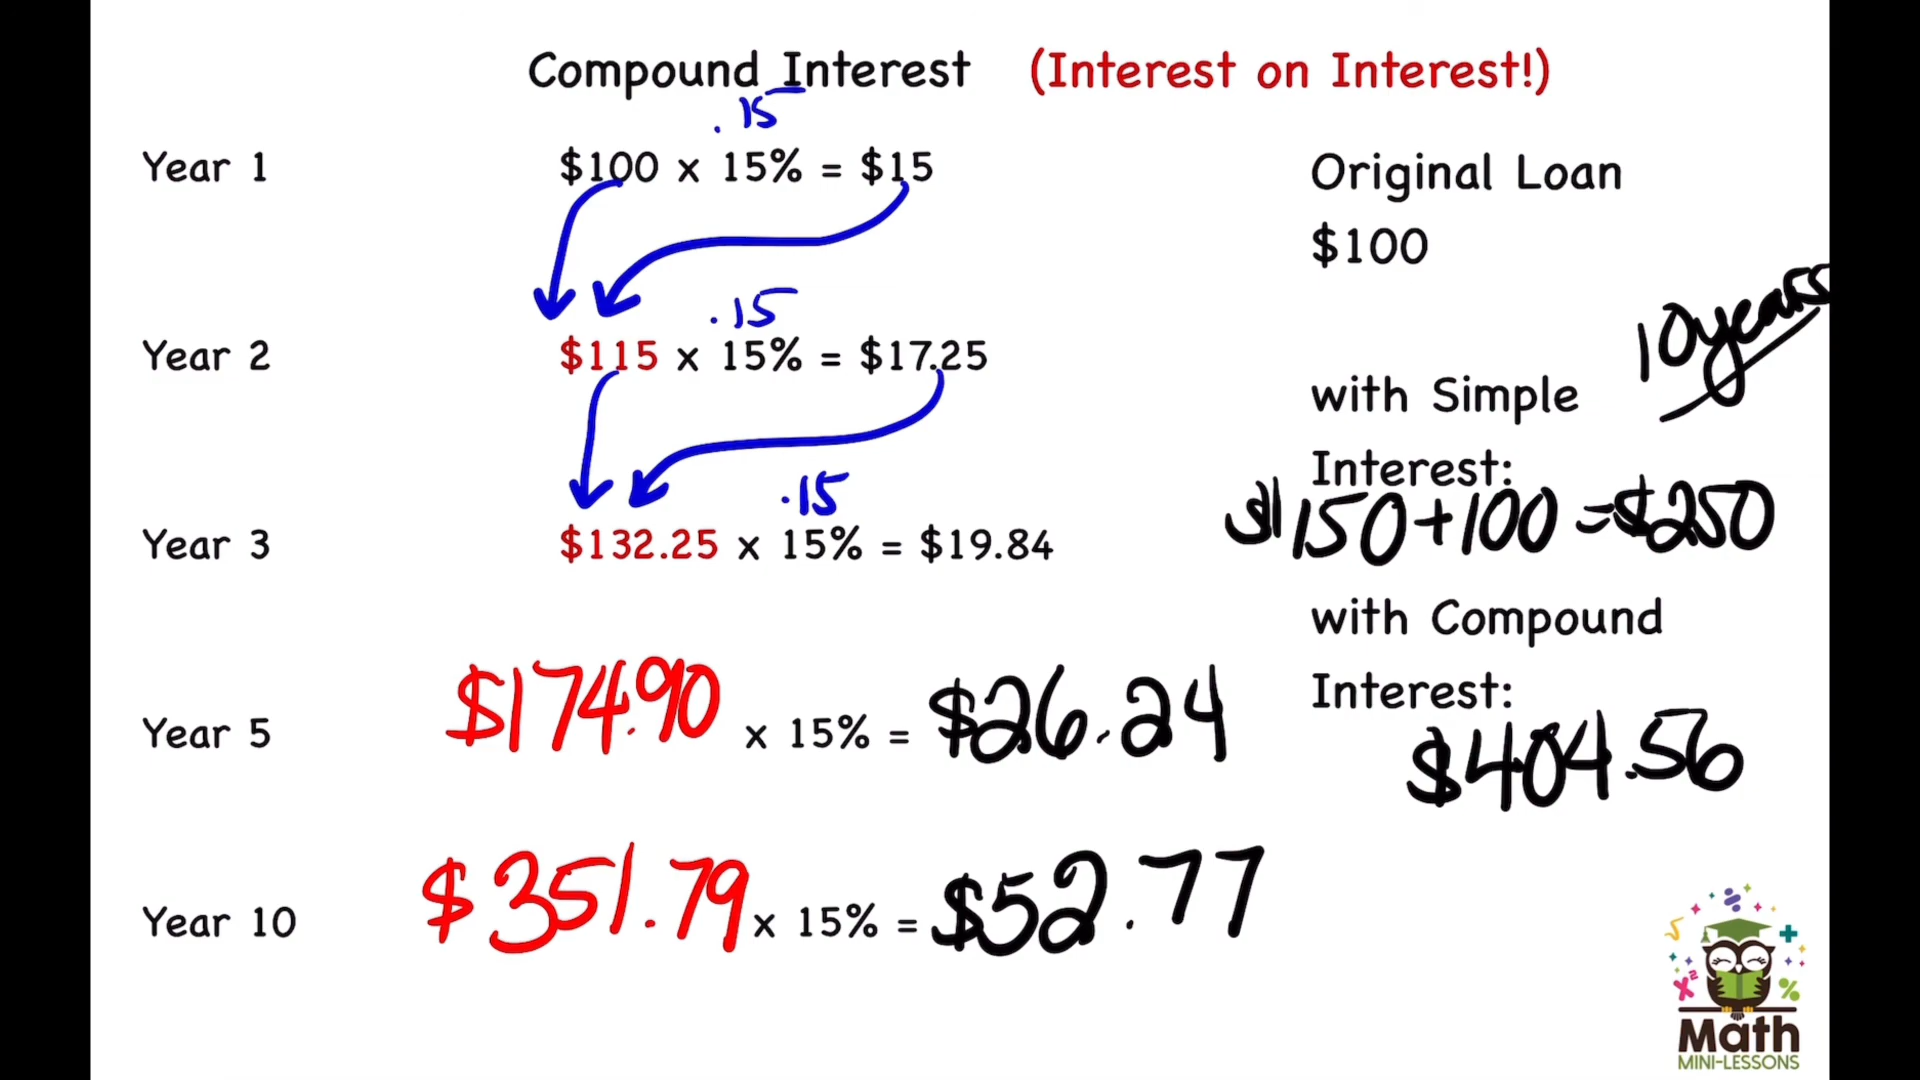 Compound Interest (Interest on Interest!)
.15
Year 1 $100 x 15% = $15
Original Loan
$100
.15
10 years
Year 2 $115 x 15% = $17.25
with Simple
Interest:
.15
$150 + 100 = $250
Year 3 $132.25 x 15% = $19.84
with Compound
Interest:
$404.56
Year 5 $174.90 x 15% = $26.24
Year 10 $351.79 x 15% = $52.77
Math
MINI-LESSONS